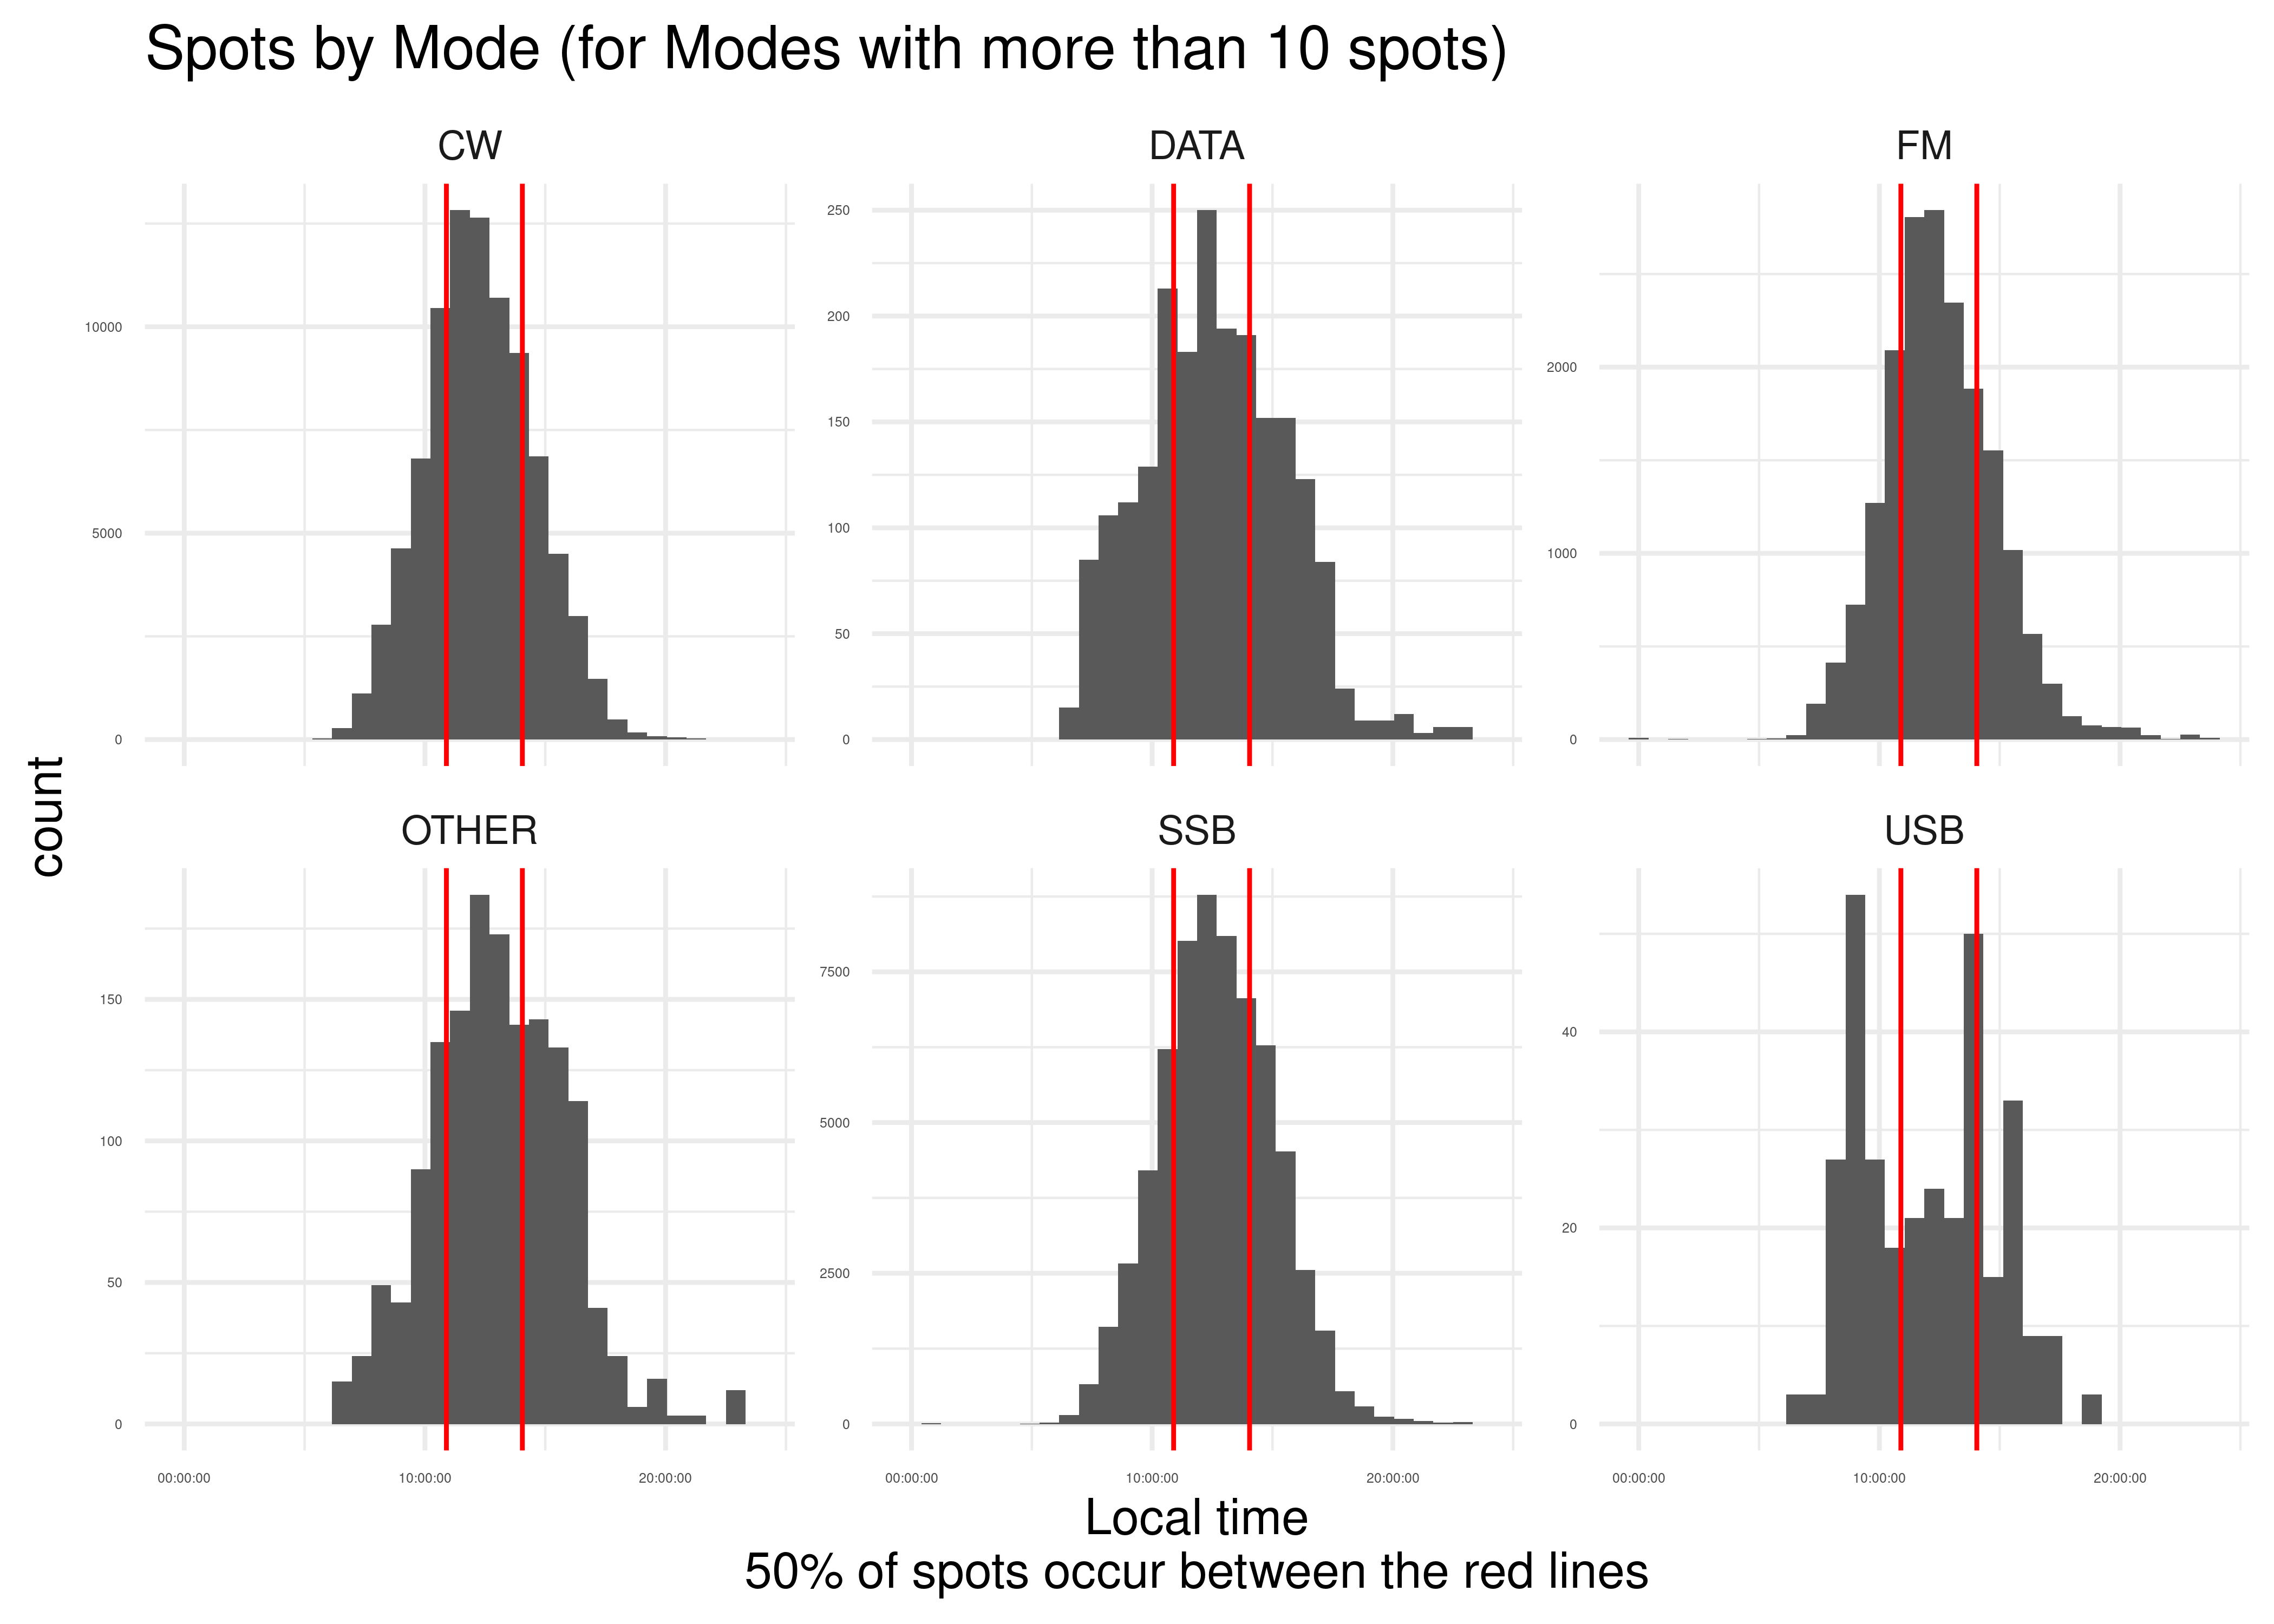 Spots by Mode (for Modes with more than 10 spots)
CW
DATA
FM
10000
5000
0
250
200
150
100
50
0
2000
1000
0
count
OTHER
SSB
USB
150
100
50
0
7500
5000
2500
0
40
20
0
00:00:00 10:00:00 20:00:00
00:00:00 10:00:00 20:00:00
00:00:00 10:00:00 20:00:00
Local time
50% of spots occur between the red lines